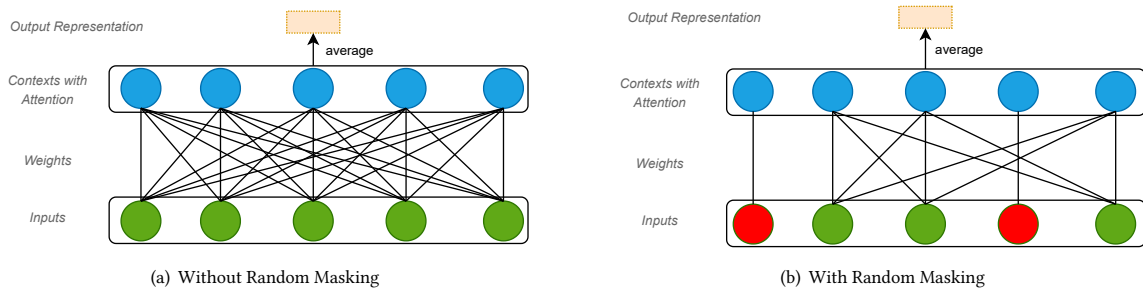 Output Representation
average
Contexts with
Attention
Weights
Inputs
(a) Without Random Masking
Output Representation
average
Contexts with
Attention
Weights
Inputs
(b) With Random Masking